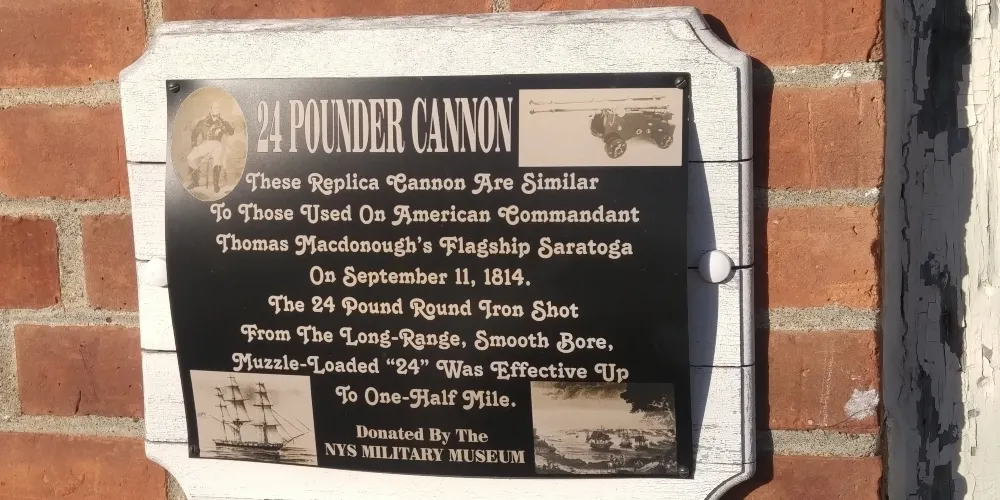 24 POUNDER CANNON
These Replica Cannon Are Similar
To Those Used On American Commandant
Thomas Macdonough's Flagship Saratoga
On September 11, 1814.
The 24 Pound Round Iron Shot
From The Long-Range, Smooth Bore,
Muzzle-Loaded “24” Was Effective Up
To One-Half Mile.
Donated By The
NYS MILITARY MUSEUM